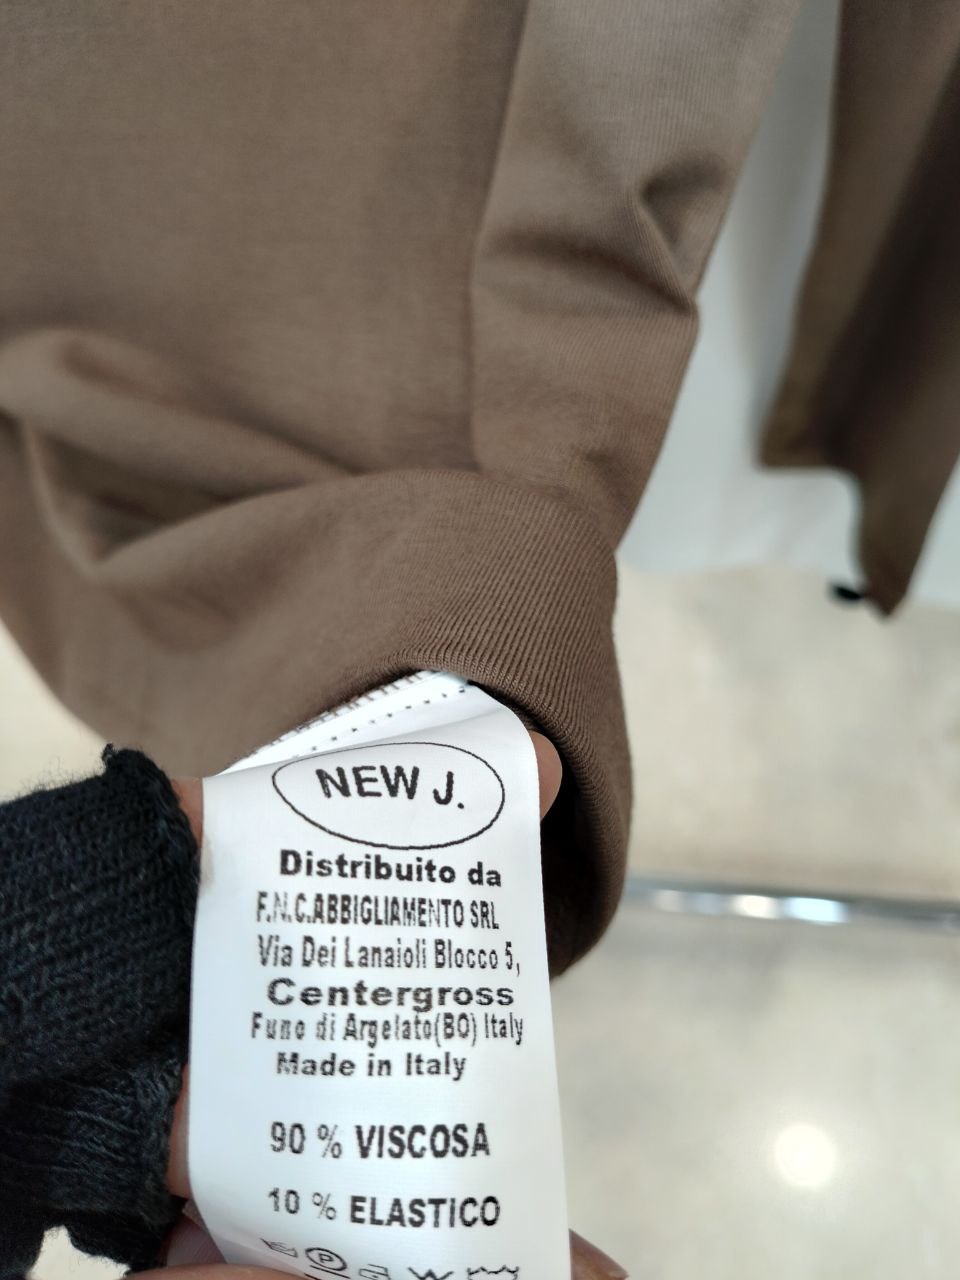 NEW J.
Distribuito da
F.N.C.ABBIGLIAMENTO SRL
Via Dei Lanaioli Blocco 5,
Centergross
Funo di Argelato(BO) Italy
Made in Italy
90 % VISCOSA
10 % ELASTICO
P